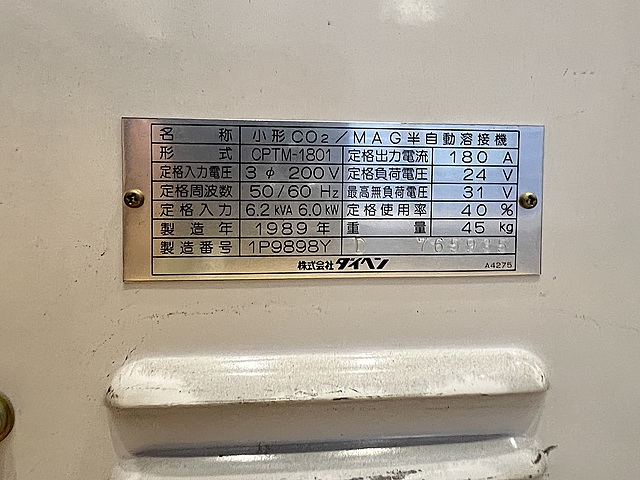 名称 小形CO2/MAG半自動溶接機
形式 CPTM-1801 定格出力電流 180 A
定格入力電圧 3φ 200 V 定格負荷電圧 24 V
定格周波数 50/60 Hz 最高無負荷電圧 31 V
定格入力 6.2 kVA 6.0 kW 定格使用率 40 %
製造年 1989年 重量 45 kg
製造番号 1P9898Y D
株式会社 ダイヘン A4275